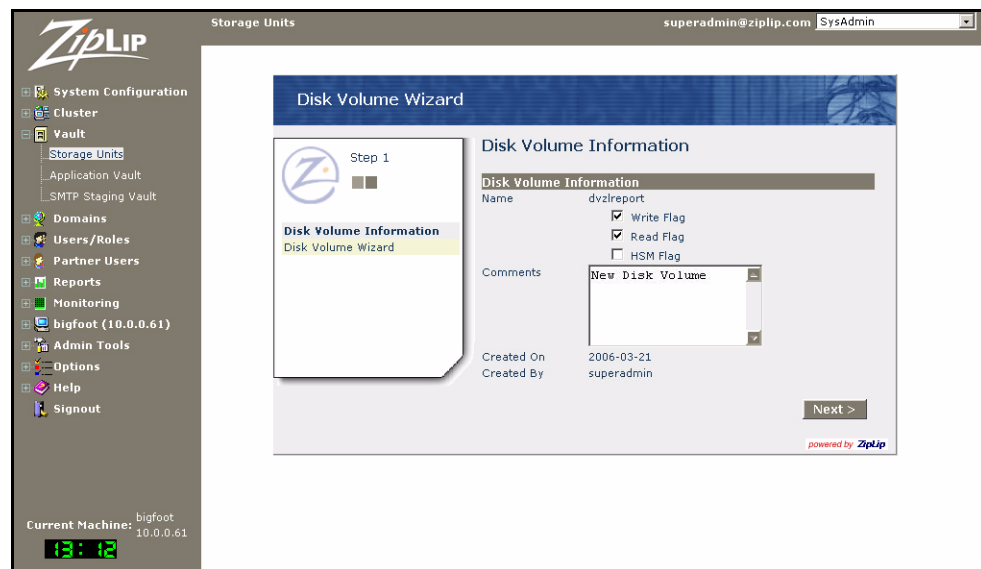 ZipLip
Storage Units
superadmin@ziplip.com SysAdmin
System Configuration
Cluster
Vault
Storage Units
Application Vault
SMTP Staging Vault
Domains
Users/Roles
Partner Users
Reports
Monitoring
bigfoot (10.0.0.61)
Admin Tools
Options
Help
Signout
Current Machine: bigfoot
10.0.0.61
13:12
Disk Volume Wizard
Step 1
Disk Volume Information
Disk Volume Wizard
Disk Volume Information
Disk Volume Information
Name dvzlreport
Write Flag
Read Flag
HSM Flag
Comments New Disk Volume
Created On 2006-03-21
Created By superadmin
Next >
powered by ZipLip